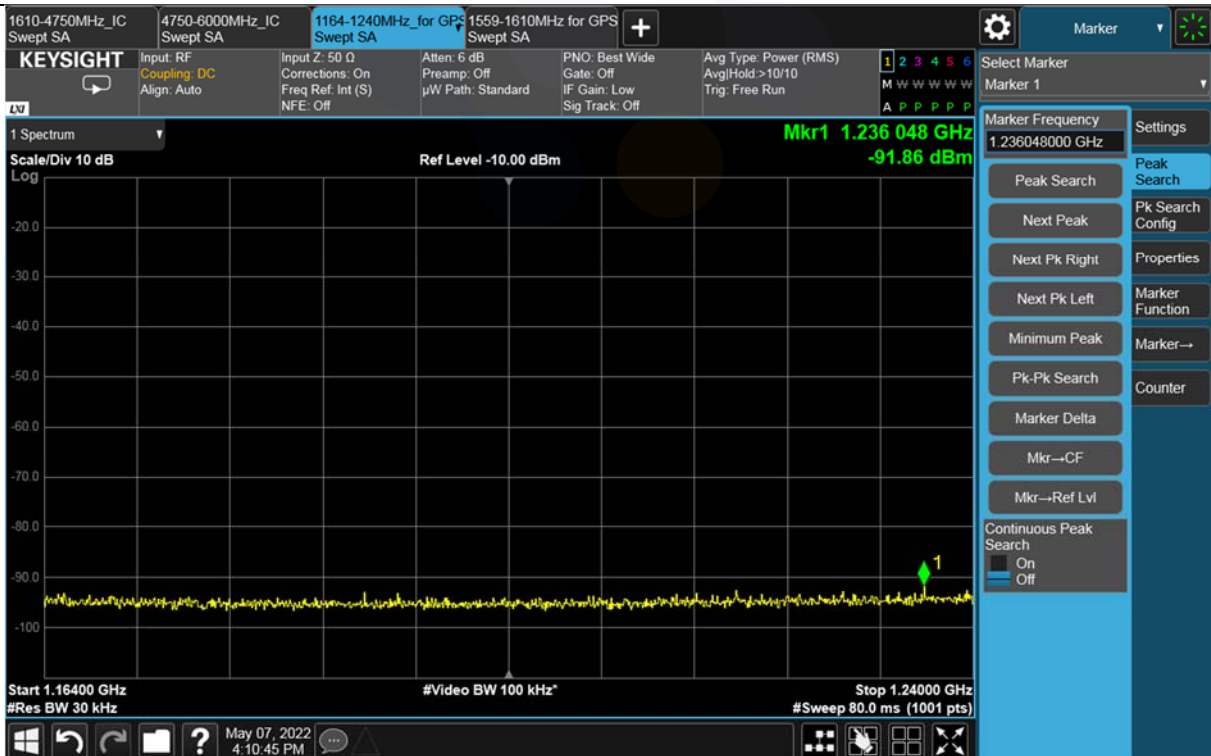 1610-4750MHz_IC
Swept SA
4750-6000MHz_IC
Swept SA
1164-1240MHz_for GPS
Swept SA
1559-1610MHz for GPS
Swept SA
Marker
KEYSIGHT
LXI
Input: RF
Coupling: DC
Align: Auto
Input Z: 50 Ω
Corrections: On
Freq Ref: Int (S)
NFE: Off
Atten: 6 dB
Preamp: Off
µW Path: Standard
PNO: Best Wide
Gate: Off
IF Gain: Low
Sig Track: Off
Avg Type: Power (RMS)
Avg|Hold:>10/10
Trig: Free Run
1 2 3 4 5 6
M W W W W W
A P P P P P
Select Marker
Marker 1
1 Spectrum
Mkr1 1.236 048 GHz
-91.86 dBm
Scale/Div 10 dB
Ref Level -10.00 dBm
Log
-20.0
-30.0
-40.0
-50.0
-60.0
-70.0
-80.0
-90.0
-100
1
Start 1.16400 GHz
#Video BW 100 kHz*
Stop 1.24000 GHz
#Res BW 30 kHz
#Sweep 80.0 ms (1001 pts)
Marker Frequency
1.236048000 GHz
Peak Search
Next Peak
Next Pk Right
Next Pk Left
Minimum Peak
Pk-Pk Search
Marker Delta
Mkr→CF
Mkr→Ref Lvl
Continuous Peak
Search
On
Off
Settings
Peak
Search
Pk Search
Config
Properties
Marker
Function
Marker→
Counter
?
May 07, 2022
4:10:45 PM